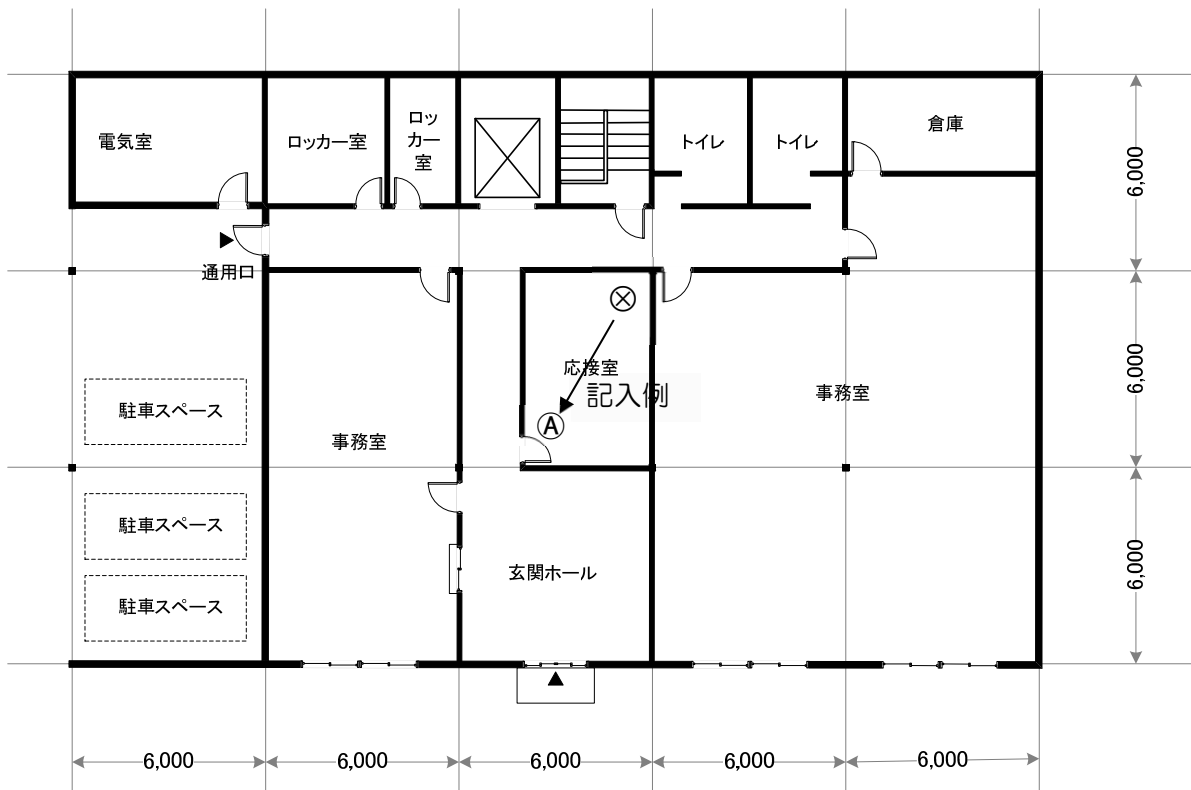 電気室
ロッカー室
ロッ
カー
室
トイレ
トイレ
倉庫
6,000
通用口
応接室
記入例
A
事務室
6,000
駐車スペース
事務室
駐車スペース
玄関ホール
6,000
駐車スペース
6,000
6,000
6,000
6,000
6,000